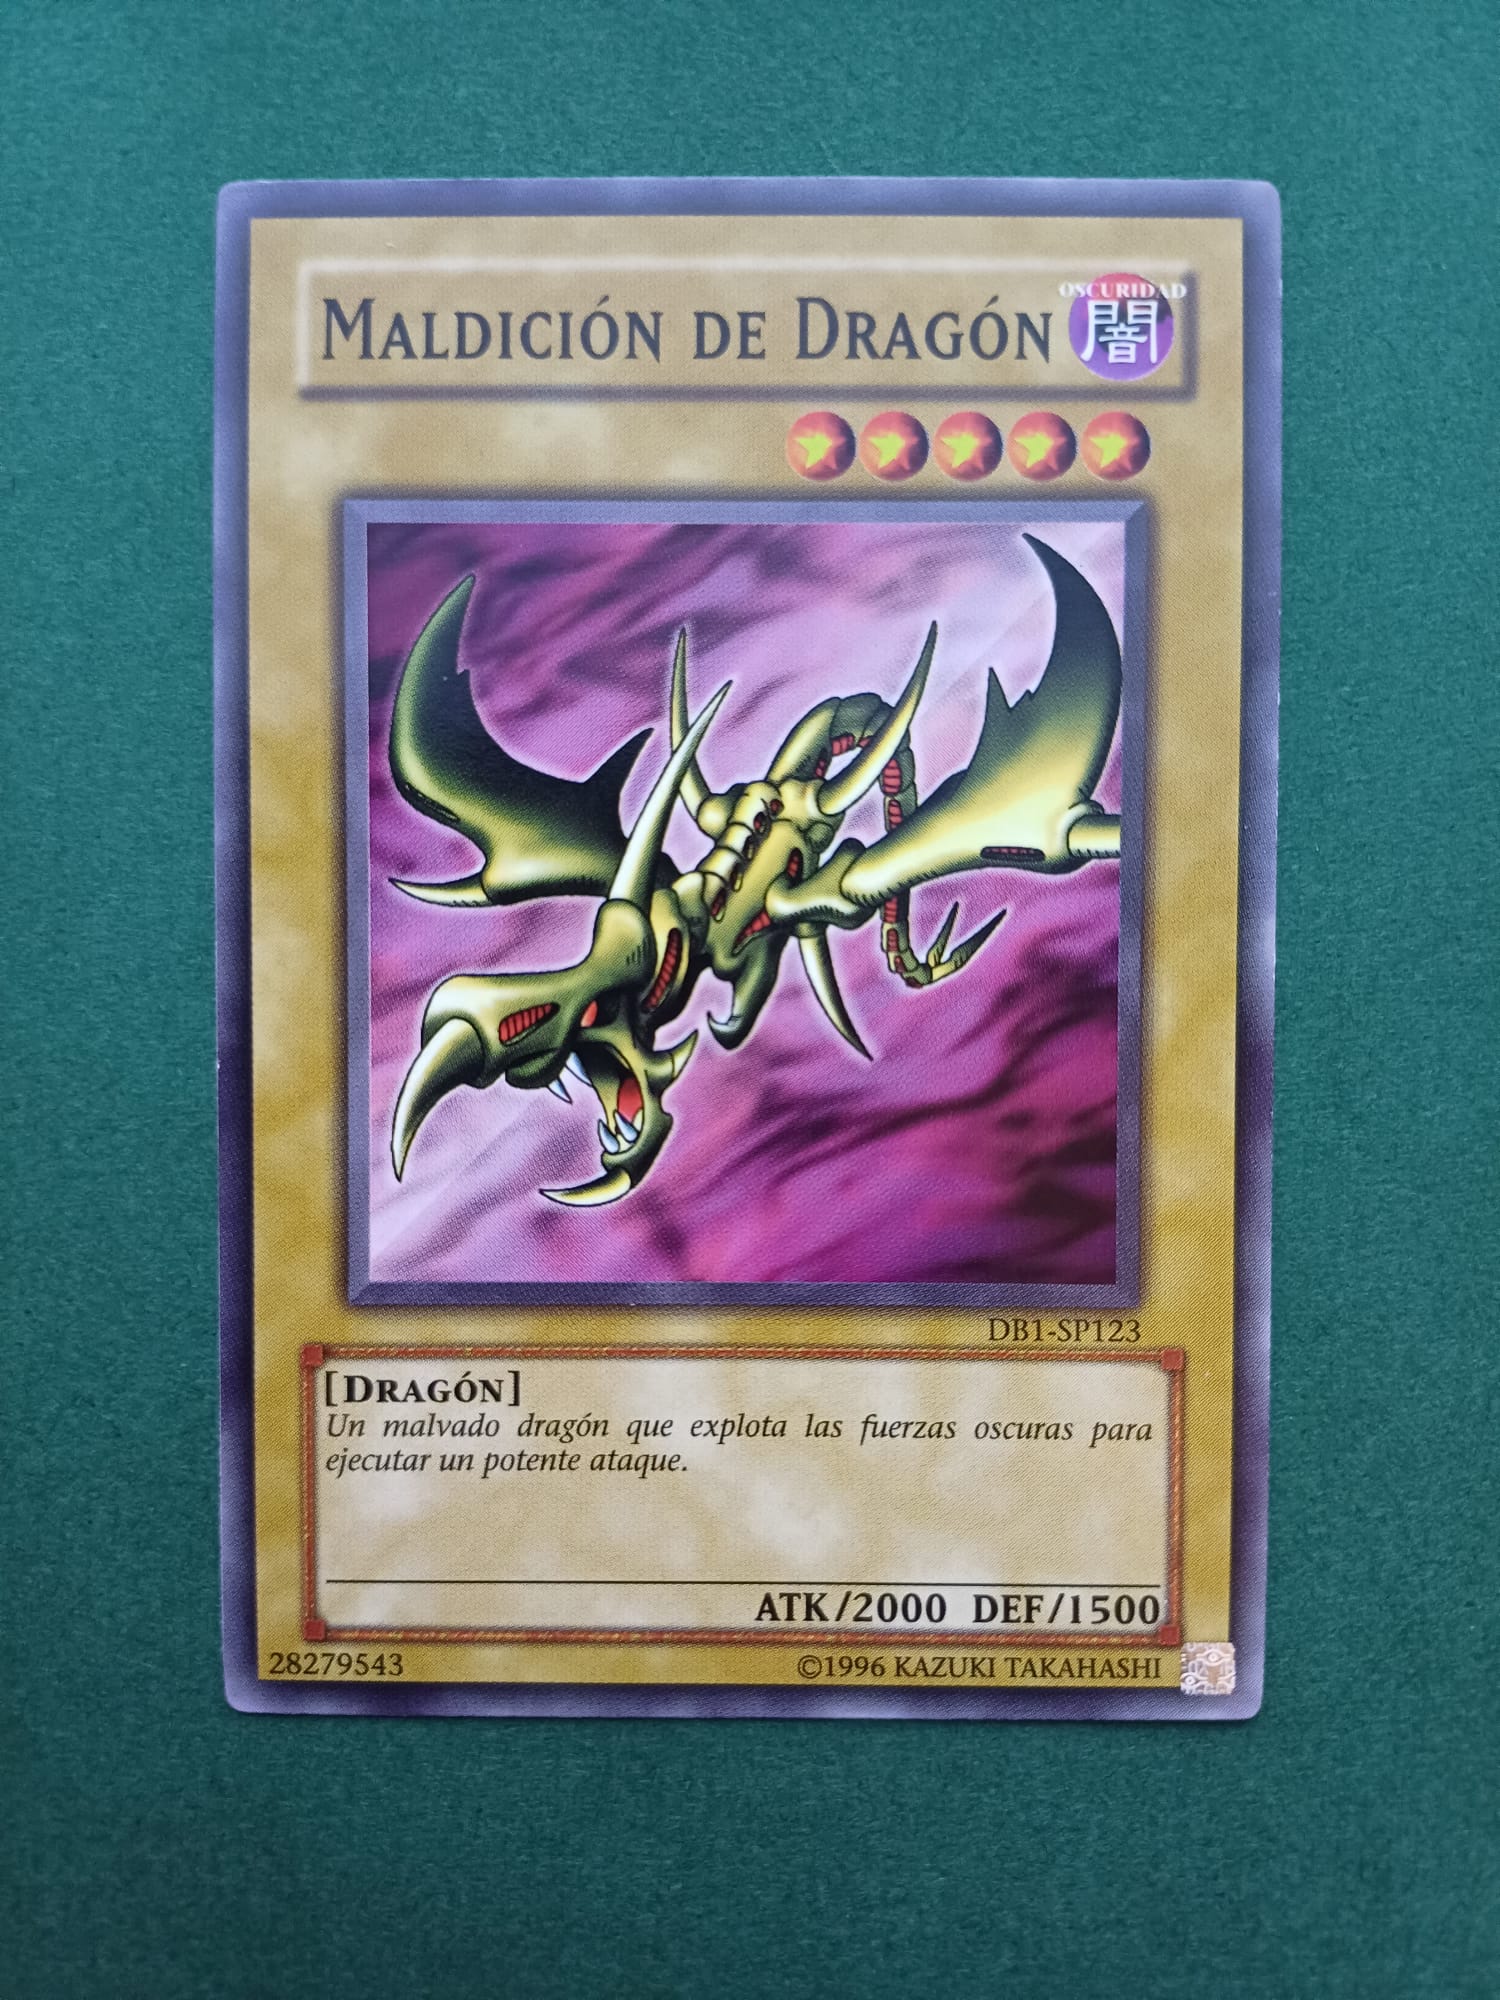 MALDICIÓN DE DRAGÓN
OSCURIDAD
闇
DB1-SP123
[DRAGÓN]
Un malvado dragón que explota las fuerzas oscuras para
ejecutar un potente ataque.
ATK/2000 DEF/1500
28279543
©1996 KAZUKI TAKAHASHI